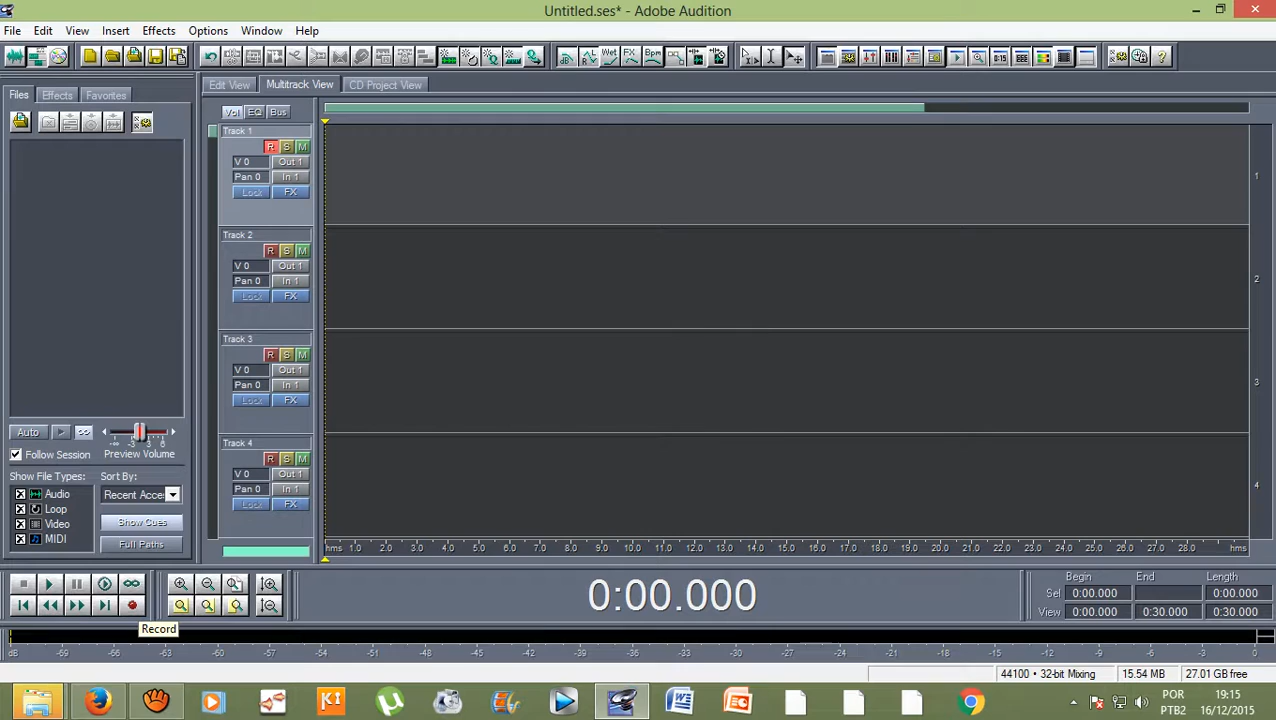 Untitled.ses* - Adobe Audition
File Edit View Insert Effects Options Window Help
Edit View Multitrack View CD Project View
Files Effects Favorites
Vol EQ Bus
Track 1
R S M
V 0 Out 1
Pan 0 In 1
Lock FX
1
Track 2
R S M
V 0 Out 1
Pan 0 In 1
Lock FX
2
Track 3
R S M
V 0 Out 1
Pan 0 In 1
Lock FX
3
Track 4
R S M
V 0 Out 1
Pan 0 In 1
Lock FX
4
Auto
-∞ -3 3 6
Follow Session Preview Volume
Show File Types: Sort By:
Audio Recent Acce
Loop
Video Show Cues
MIDI Full Paths
hms 1.0 2.0 3.0 4.0 5.0 6.0 7.0 8.0 9.0 10.0 11.0 12.0 13.0 14.0 15.0 16.0 17.0 18.0 19.0 20.0 21.0 22.0 23.0 24.0 25.0 26.0 27.0 28.0 hms
0:00.000
Begin End Length
Sel 0:00.000 0:00.000
View 0:00.000 0:30.000 0:30.000
Record
dB -69 -66 -63 -60 -57 -54 -51 -48 -45 -42 -39 -36 -33 -30 -27 -24 -21 -18 -15 -12 -9 -6 -3 0
44100 • 32-bit Mixing 15.54 MB 27.01 GB free
POR 19:15
PTB2 16/12/2015